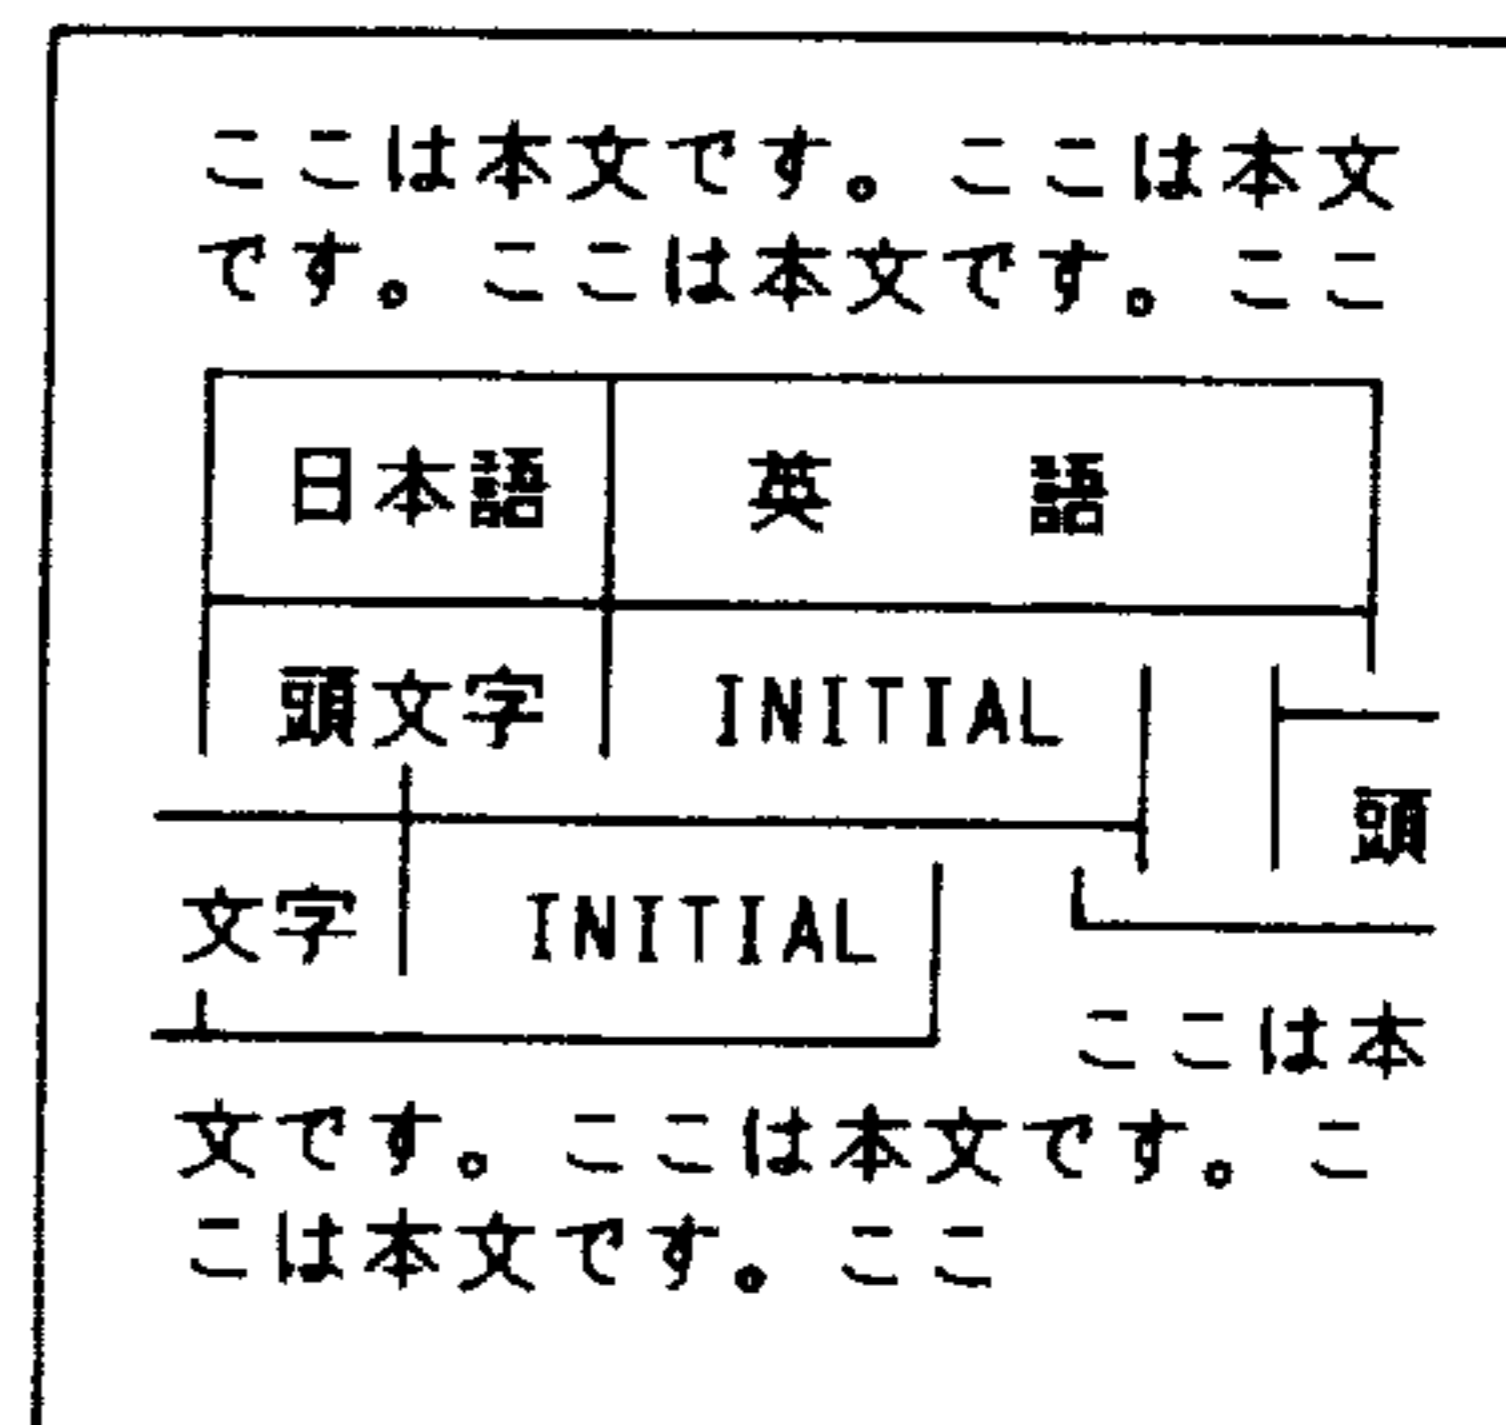 ここは本文です。ここは本文
です。ここは本文です。ここ
日本語 英 語
頭文字 INITIAL
頭
文字 INITIAL
ここは本
文です。ここは本文です。こ
こは本文です。ここ